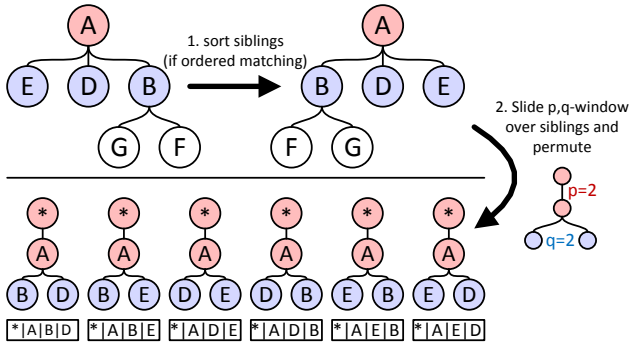 A
E D B
G F
1. sort siblings
(if ordered matching)
A
B D E
F G
2. Slide p,q-window
over siblings and
permute
p=2
q=2
* * * * * *
A A A A A A
B D B E D E D B E B E D
*|A|B|D *|A|B|E *|A|D|E *|A|D|B *|A|E|B *|A|E|D